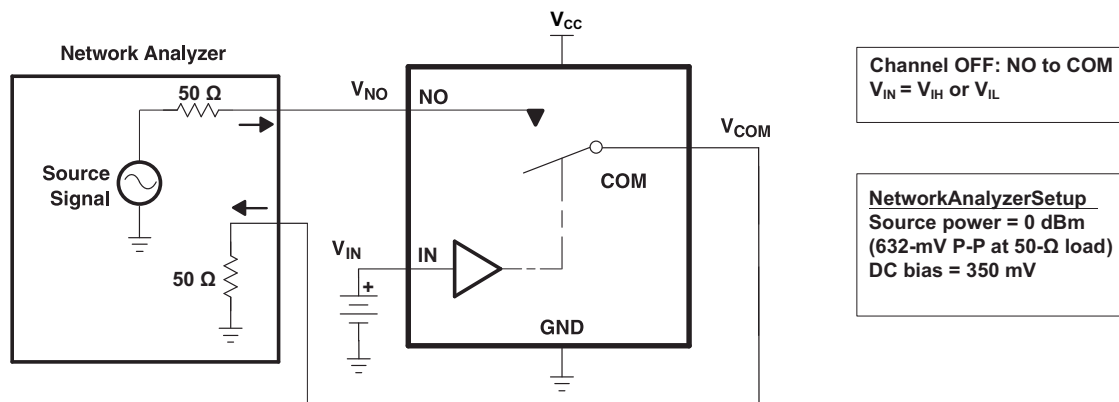 V_CC
Network Analyzer
50 Ω
V_NO
NO
V_COM
Source
Signal
COM
50 Ω
V_IN
IN
+
GND
Channel OFF: NO to COM
V_IN = V_IH or V_IL
NetworkAnalyzerSetup
Source power = 0 dBm
(632-mV P-P at 50-Ω load)
DC bias = 350 mV